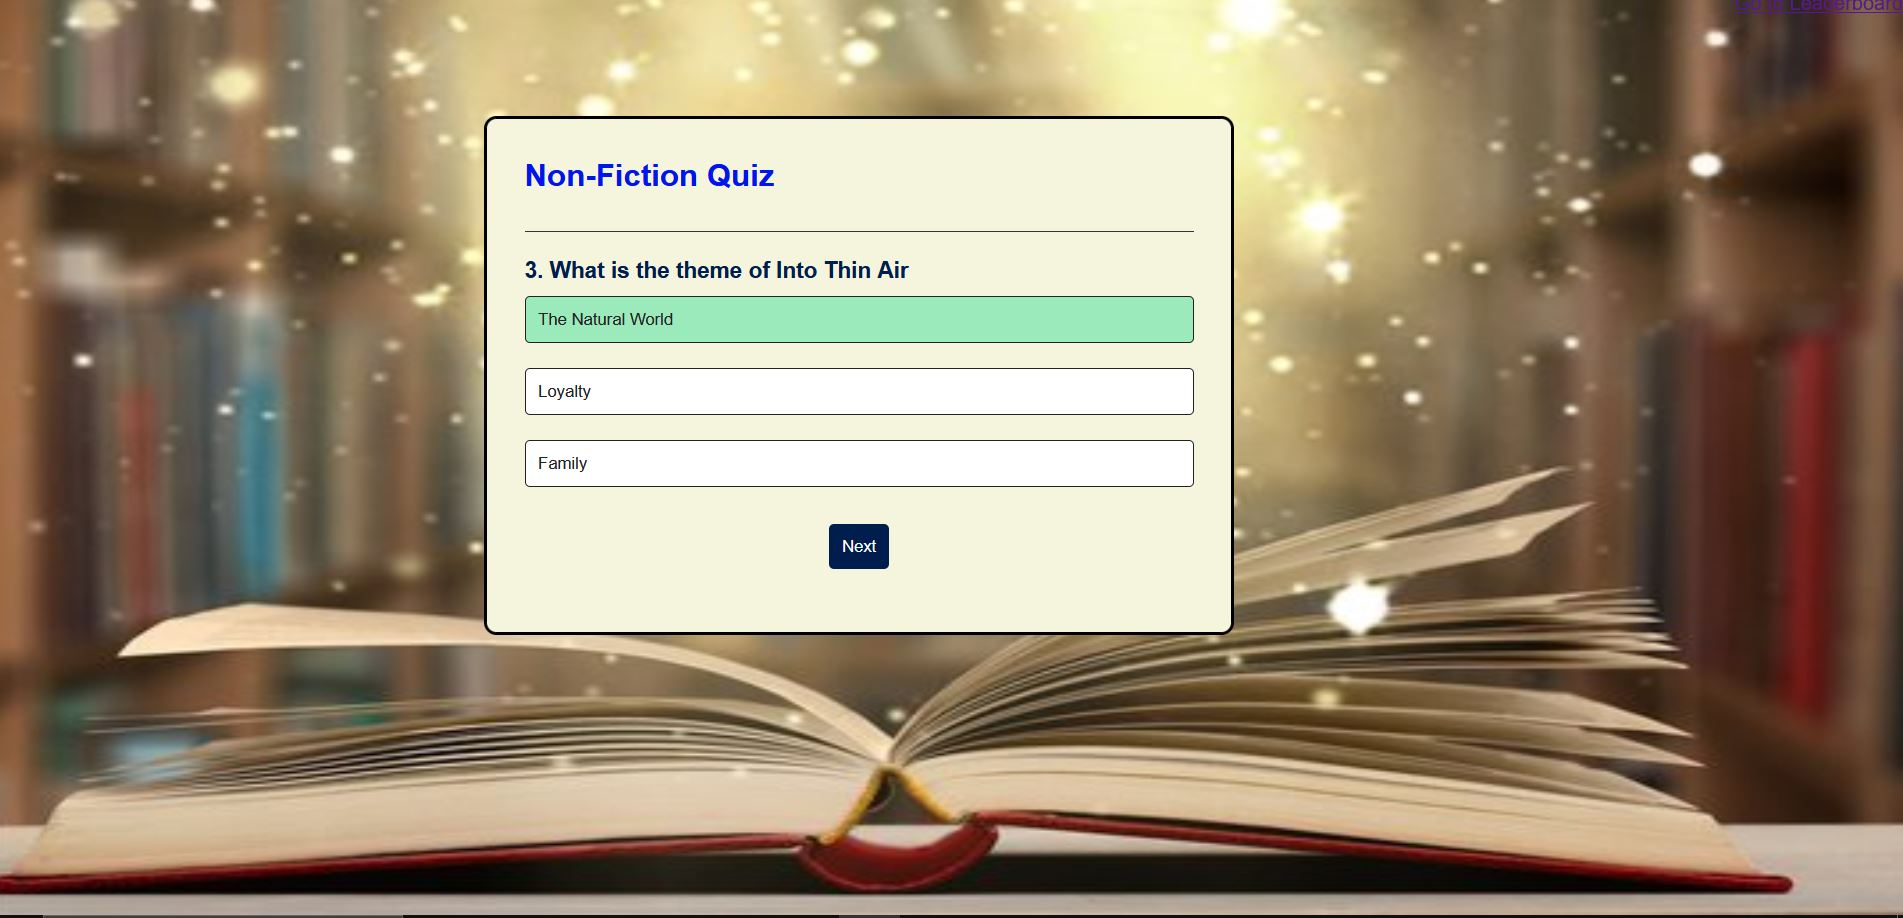 Go to Leaderboard
Non-Fiction Quiz
3. What is the theme of Into Thin Air
The Natural World
Loyalty
Family
Next